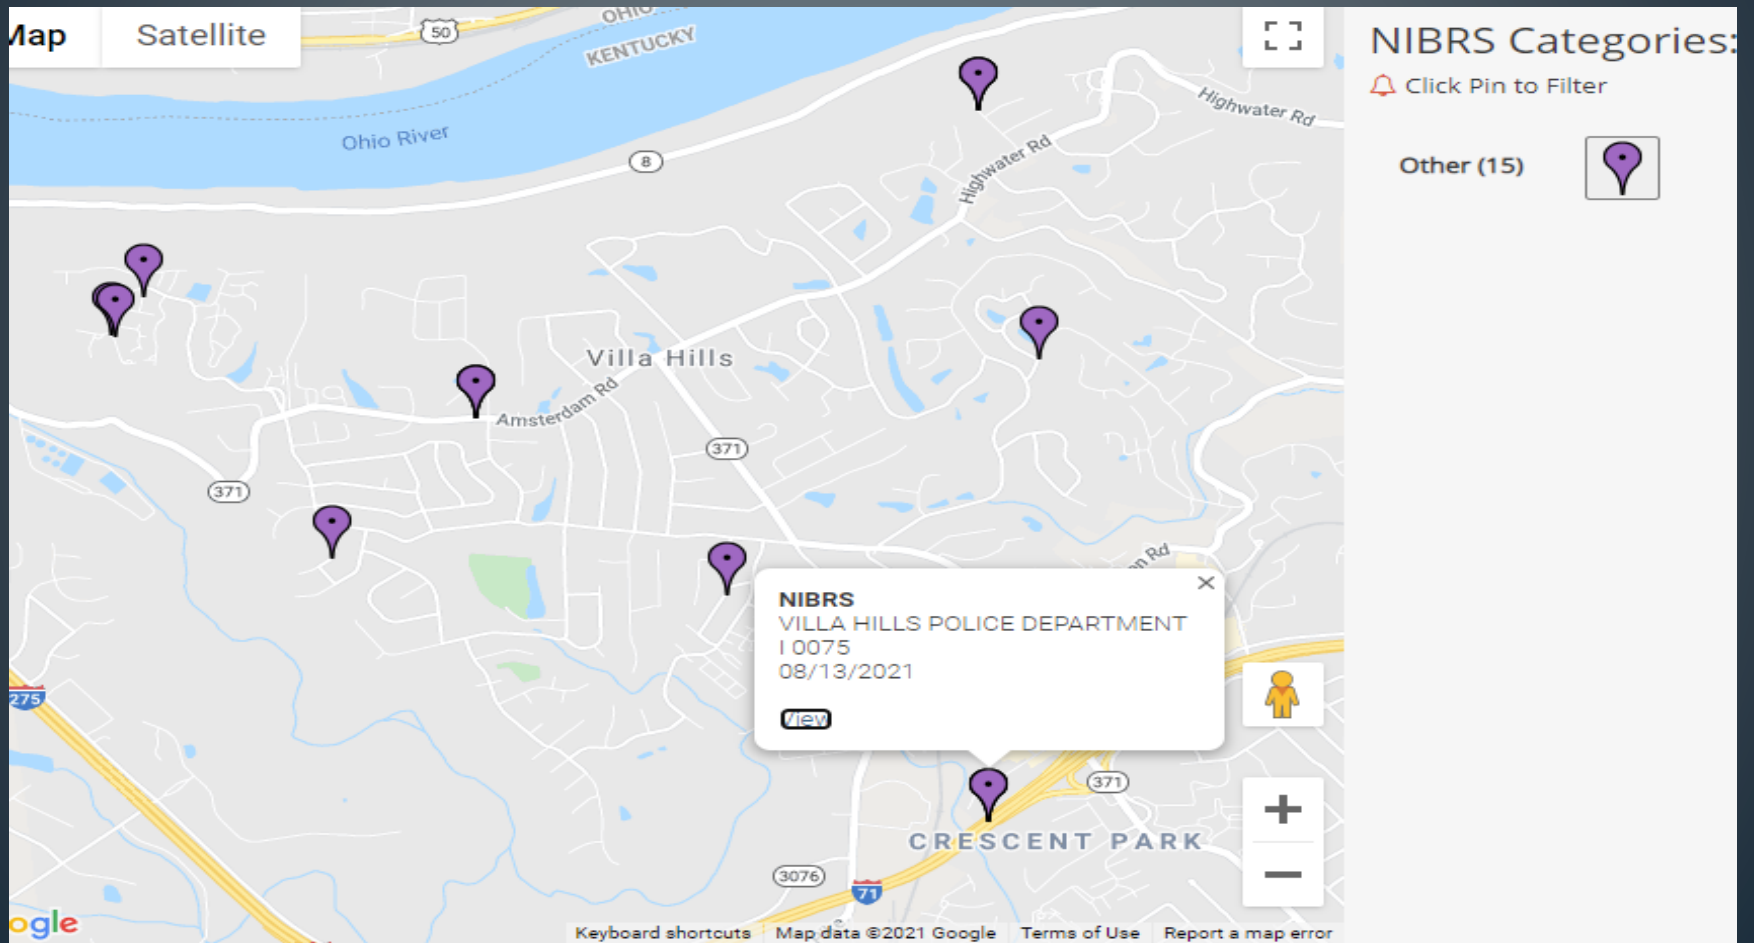 Map
Satellite
50
OHIO
KENTUCKY
Ohio River
8
Highwater Rd
Highwater Rd
Villa Hills
Amsterdam Rd
371
371
n Rd
NIBRS
VILLA HILLS POLICE DEPARTMENT
I 0075
08/13/2021
View
275
371
CRESCENT PARK
3076
71
ogle
Keyboard shortcuts
Map data ©2021 Google
Terms of Use
Report a map error
NIBRS Categories:
Click Pin to Filter
Other (15)